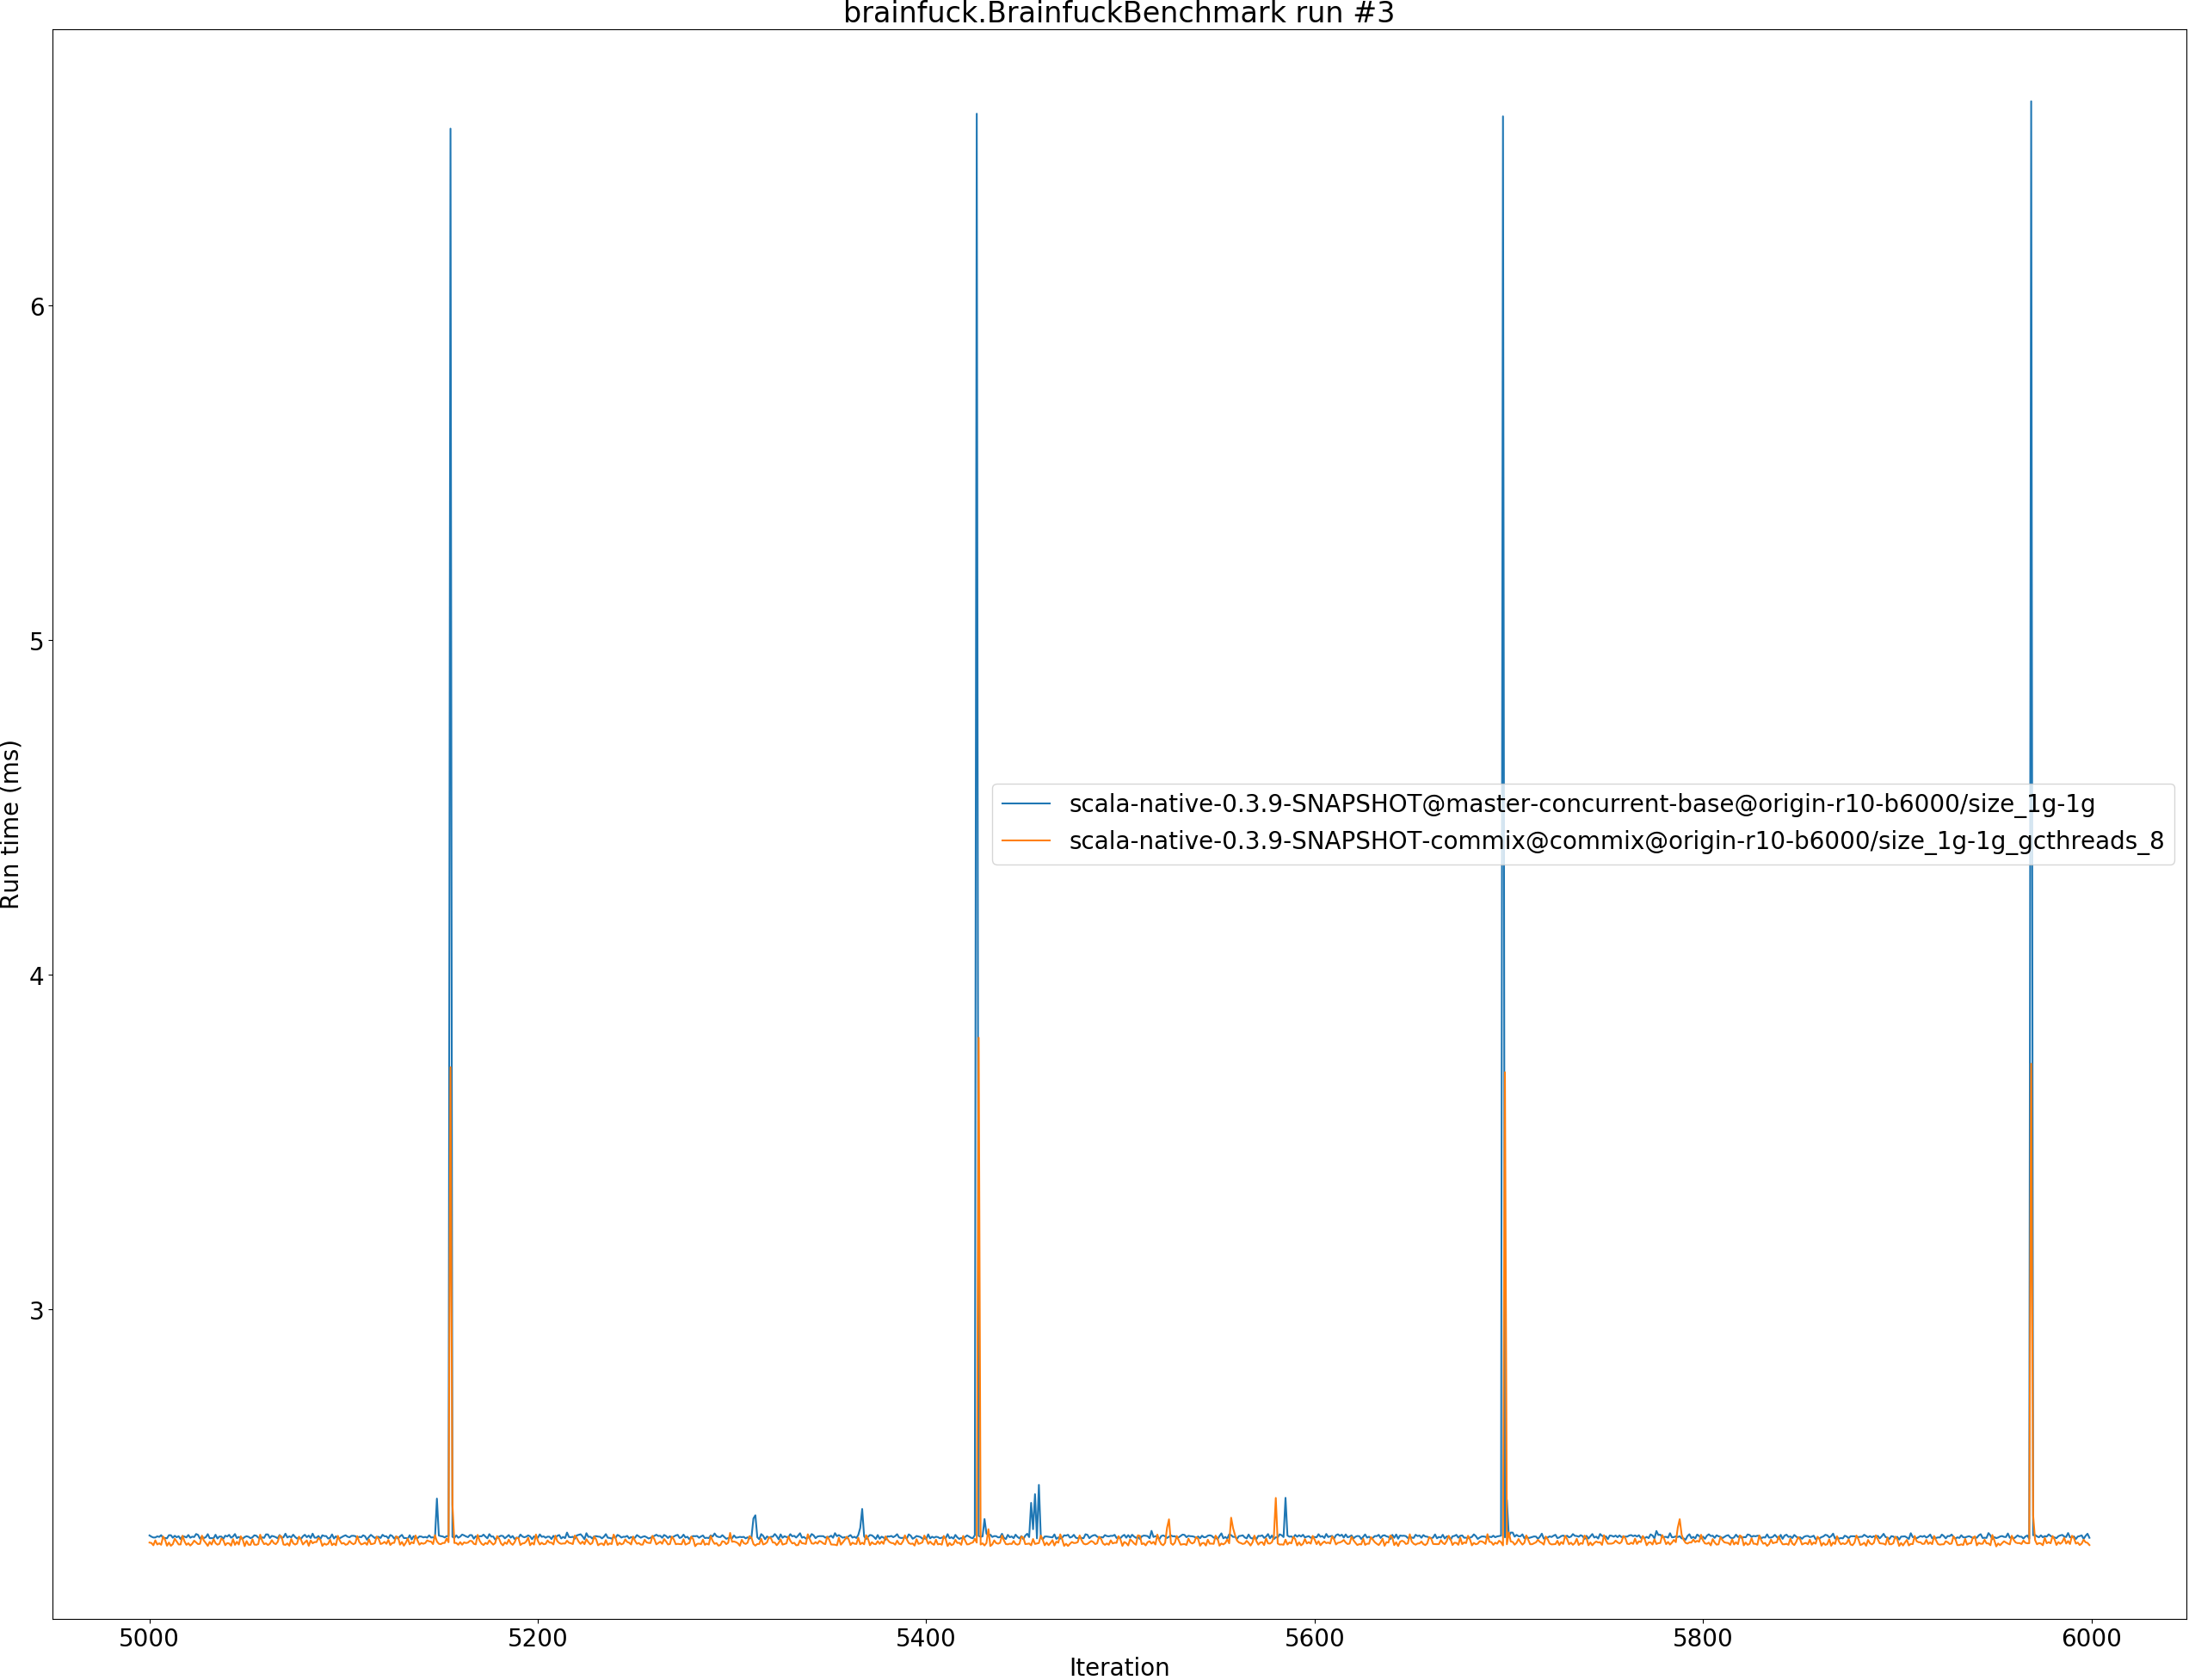 brainfuck.BrainfuckBenchmark run #3
6
5
4
3
Run time (ms)
scala-native-0.3.9-SNAPSHOT@master-concurrent-base@origin-r10-b6000/size_1g-1g
scala-native-0.3.9-SNAPSHOT-commix@commix@origin-r10-b6000/size_1g-1g_gcthreads_8
5000 5200 5400 5600 5800 6000
Iteration